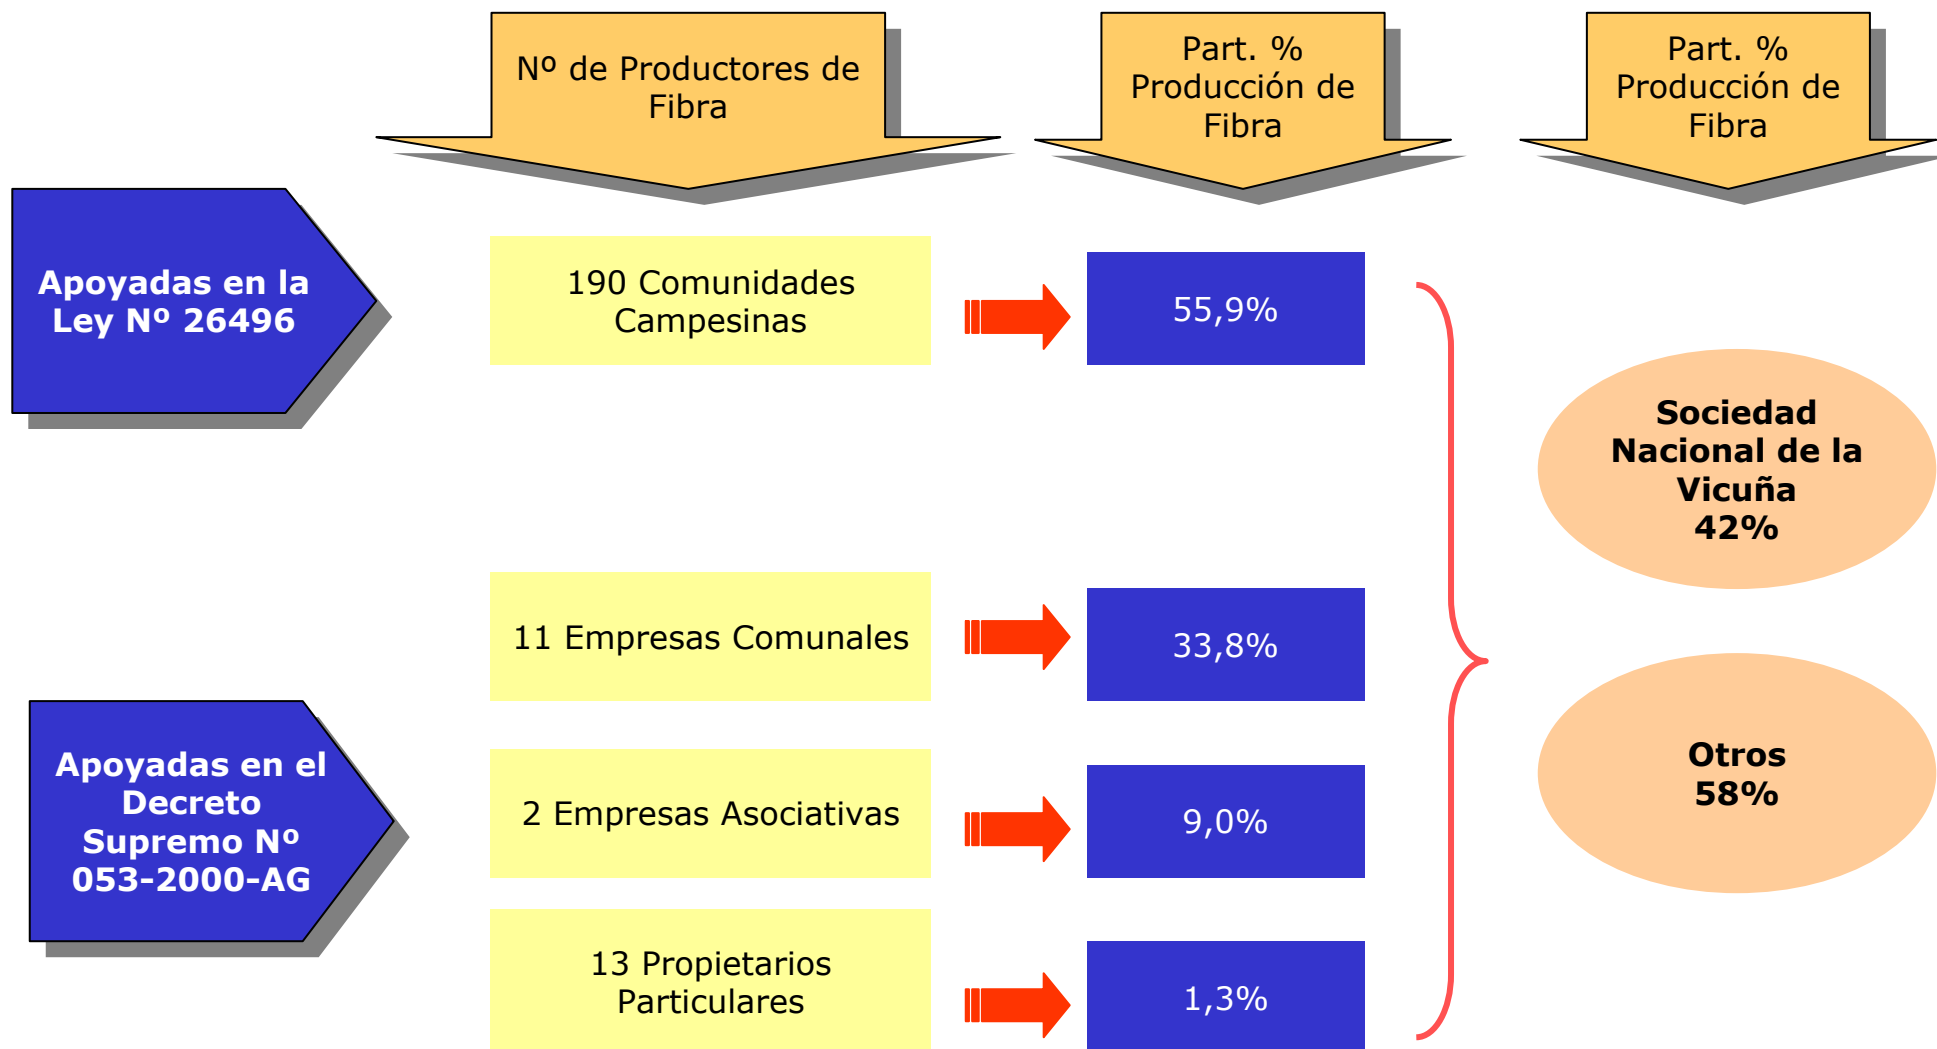 Nº de Productores de
Fibra
Part. %
Producción de
Fibra
Part. %
Producción de
Fibra
Apoyadas en la
Ley Nº 26496
190 Comunidades
Campesinas
55,9%
Sociedad
Nacional de la
Vicuña
42%
11 Empresas Comunales
33,8%
Apoyadas en el
Decreto
Supremo Nº
053-2000-AG
2 Empresas Asociativas
9,0%
Otros
58%
13 Propietarios
Particulares
1,3%